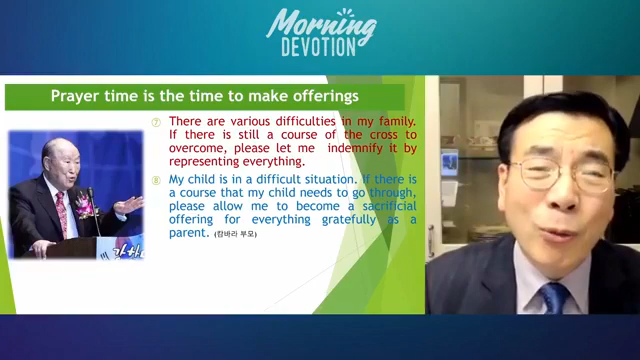 Morning
DEVOTION
Prayer time is the time to make offerings
⑦ There are various difficulties in my family.
If there is still a course of the cross to
overcome, please let me indemnify it by
representing everything.
⑧ My child is in a difficult situation. If there is
a course that my child needs to go through,
please allow me to become a sacrificial
offering for everything gratefully as a
parent. (캄바라 부모)